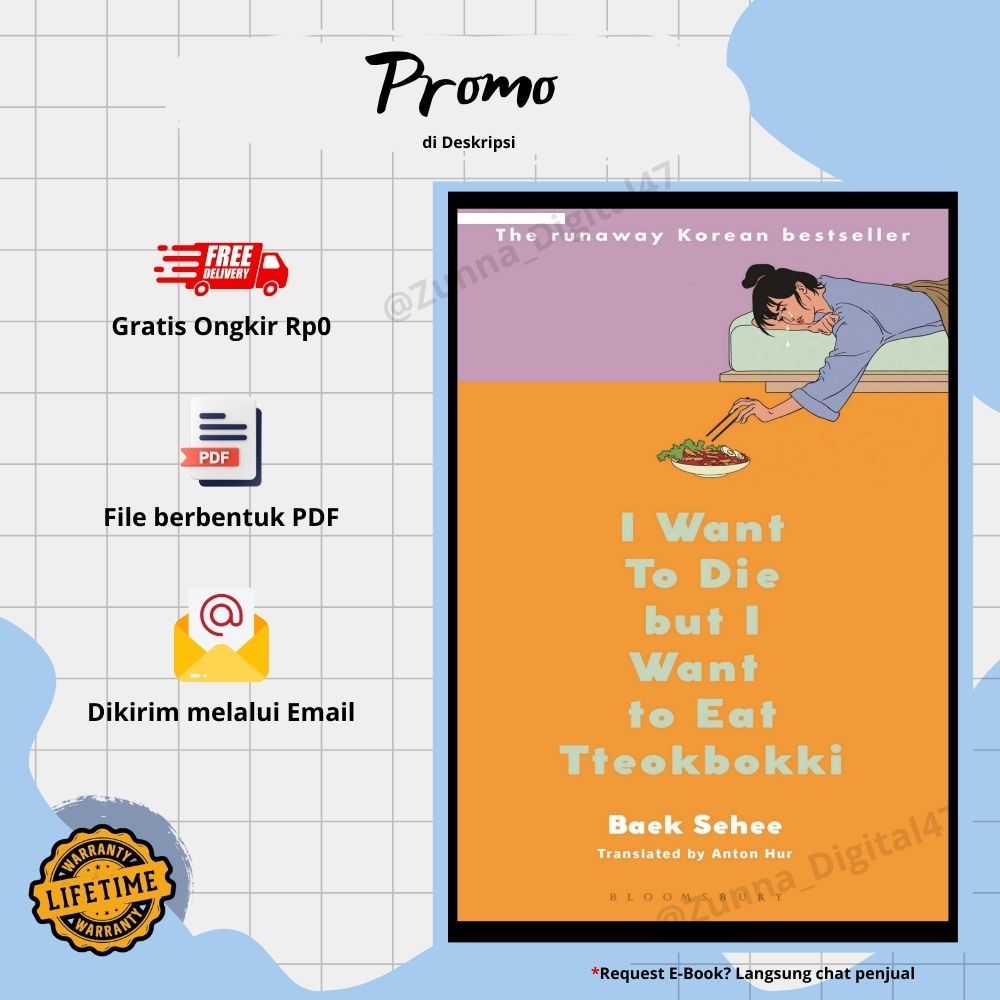 Promo
di Deskripsi
FREE
DELIVERY
Gratis Ongkir Rp0
PDF
File berbentuk PDF
@
Dikirim melalui Email
WARRANTY
LIFETIME
WARRANTY
@Zunna_Digital47
The runaway Korean bestseller
I Want
To Die
but I
Want
to Eat
Tteokbokki
Baek Sehee
Translated by Anton Hur
BLOOMSBURY
@Zunna_Digital47
*Request E-Book? Langsung chat penjual